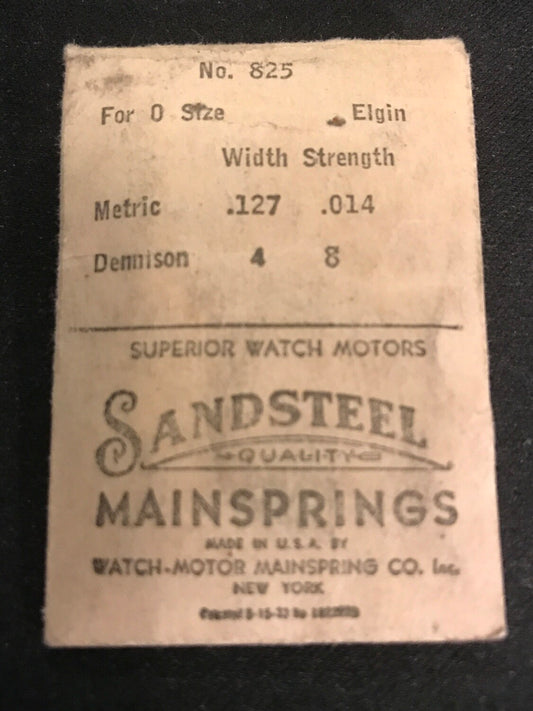 No. 825
For 0 Size Elgin
Width Strength
Metric .127 .014
Dennison 4 8
SUPERIOR WATCH MOTORS
SANDSTEEL
QUALITY
MAINSPRINGS
MADE IN U.S.A. BY
WATCH-MOTOR MAINSPRING CO. Inc.
NEW YORK